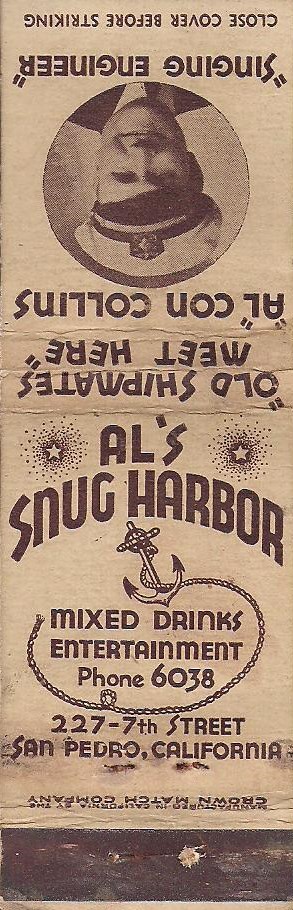 "OLD SHIPMATES
MEET HERE"
"AL" CON COLLINS
"SINGING ENGINEER"
CLOSE COVER BEFORE STRIKING
AL'S
SNUG HARBOR
MIXED DRINKS
ENTERTAINMENT
Phone 6038
227-7th STREET
SAN PEDRO, CALIFORNIA
MANUFACTURED IN CALIFORNIA BY THE
CROWN MATCH COMPANY